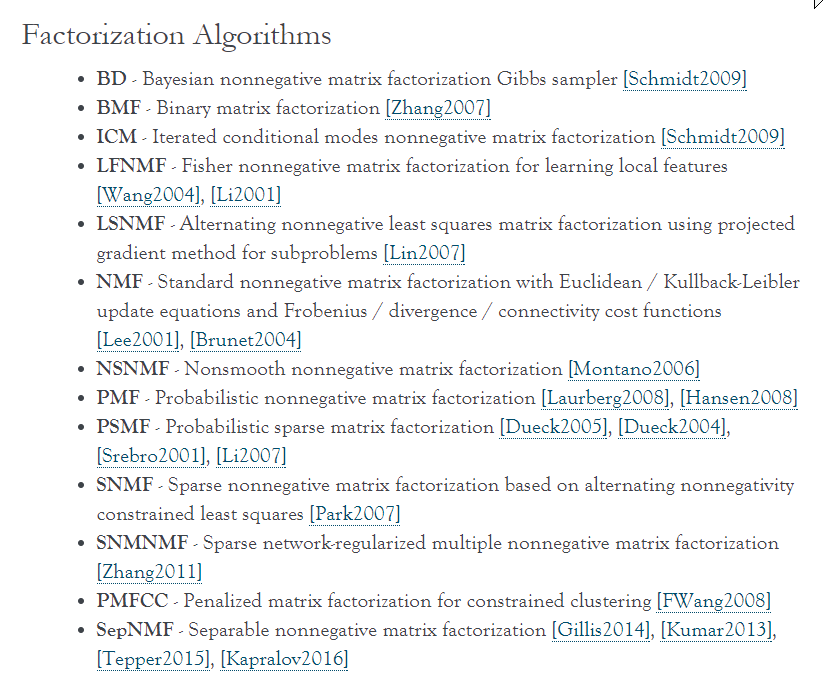 Factorization Algorithms
• BD - Bayesian nonnegative matrix factorization Gibbs sampler [Schmidt2009]
• BMF - Binary matrix factorization [Zhang2007]
• ICM - Iterated conditional modes nonnegative matrix factorization [Schmidt2009]
• LFNMF - Fisher nonnegative matrix factorization for learning local features
[Wang2004], [Li2001]
• LSNMF - Alternating nonnegative least squares matrix factorization using projected
gradient method for subproblems [Lin2007]
• NMF - Standard nonnegative matrix factorization with Euclidean / Kullback-Leibler
update equations and Frobenius / divergence / connectivity cost functions
[Lee2001], [Brunet2004]
• NSNMF - Nonsmooth nonnegative matrix factorization [Montano2006]
• PMF - Probabilistic nonnegative matrix factorization [Laurberg2008], [Hansen2008]
• PSMF - Probabilistic sparse matrix factorization [Dueck2005], [Dueck2004],
[Srebro2001], [Li2007]
• SNMF - Sparse nonnegative matrix factorization based on alternating nonnegativity
constrained least squares [Park2007]
• SNMNMF - Sparse network-regularized multiple nonnegative matrix factorization
[Zhang2011]
• PMFCC - Penalized matrix factorization for constrained clustering [FWang2008]
• SepNMF - Separable nonnegative matrix factorization [Gillis2014], [Kumar2013],
[Tepper2015], [Kapralov2016]